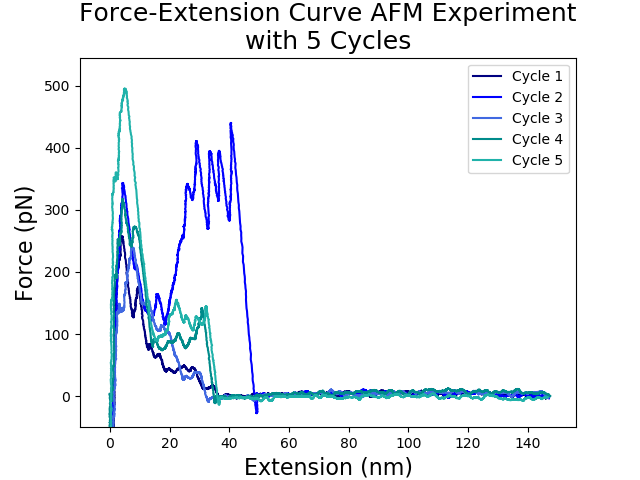 Force-Extension Curve AFM Experiment
with 5 Cycles
Cycle 1
Cycle 2
Cycle 3
Cycle 4
Cycle 5
Force (pN)
500
400
300
200
100
0
0 20 40 60 80 100 120 140
Extension (nm)